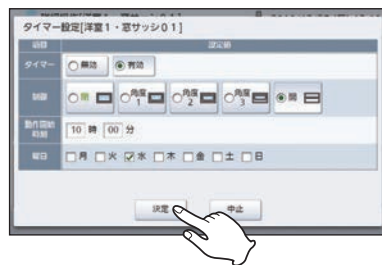 タイマー設定[洋室1・窓サッシ01]
項目 設定値
タイマー 無効 有効
制御 開 角度1 角度2 角度3 閉
動作開始時刻 10 時 00 分
曜日 月 火 水 木 金 土 日
決定 中止